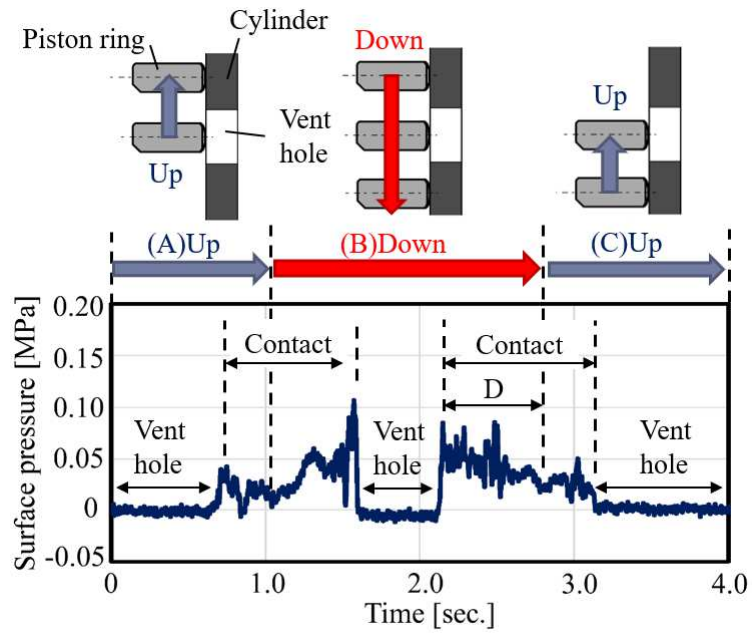 Piston ring
Cylinder
Down
Up
Vent
hole
Up
(A)Up
(B)Down
(C)Up
Surface pressure [MPa]
0.20
0.15
0.10
0.05
0
-0.05
Contact
Contact
D
Vent
hole
Vent
hole
Vent
hole
0
1.0
2.0
3.0
4.0
Time [sec.]